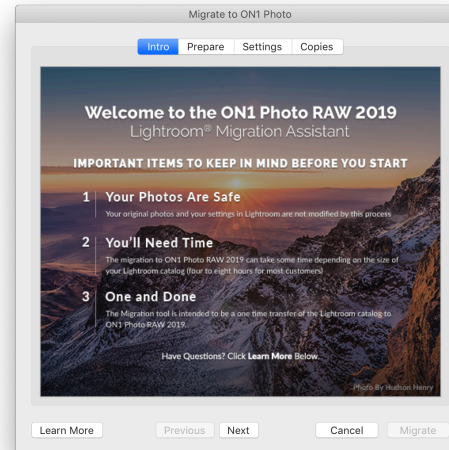 Migrate to ON1 Photo
Intro Prepare Settings Copies
Welcome to the ON1 Photo RAW 2019
Lightroom® Migration Assistant
IMPORTANT ITEMS TO KEEP IN MIND BEFORE YOU START
1 Your Photos Are Safe
Your original photos and your settings in Lightroom are not modified by this process
2 You'll Need Time
The migration to ON1 Photo RAW 2019 can take some time depending on the size of
your Lightroom catalog (four to eight hours for most customers)
3 One and Done
The Migration tool is intended to be a one time transfer of the Lightroom catalog to
ON1 Photo RAW 2019.
Have Questions? Click Learn More Below.
Photo By Hudson Henry
Learn More Previous Next Cancel Migrate